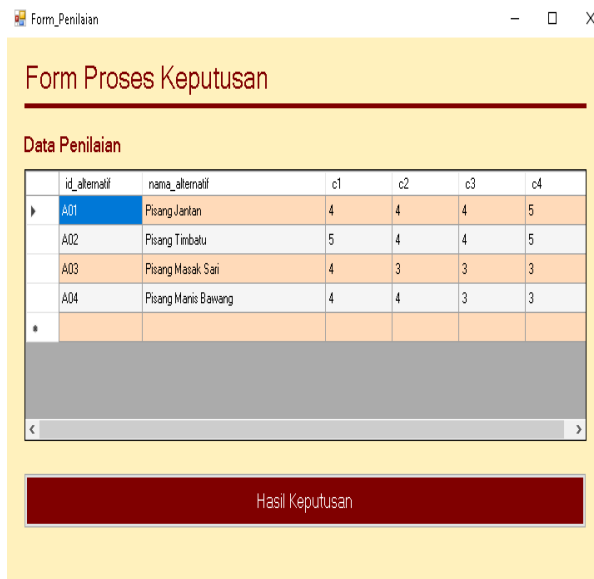 Form_Penilaian
Form Proses Keputusan
Data Penilaian
id_alternatif nama_alternatif c1 c2 c3 c4
A01 Pisang Jantan 4 4 4 5
A02 Pisang Timbatu 5 4 4 5
A03 Pisang Masak Sari 4 3 3 3
A04 Pisang Manis Bawang 4 4 3 3
Hasil Keputusan